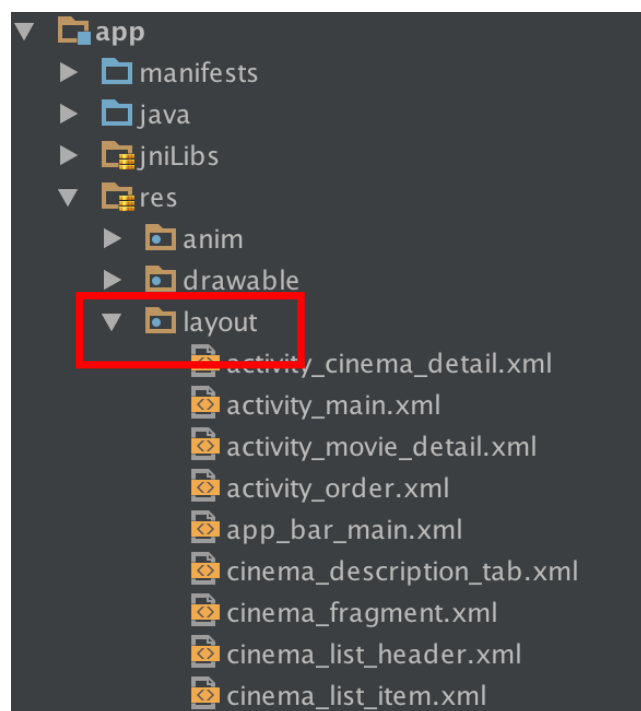 app
manifests
java
jniLibs
res
anim
drawable
layout
activity_cinema_detail.xml
activity_main.xml
activity_movie_detail.xml
activity_order.xml
app_bar_main.xml
cinema_description_tab.xml
cinema_fragment.xml
cinema_list_header.xml
cinema_list_item.xml